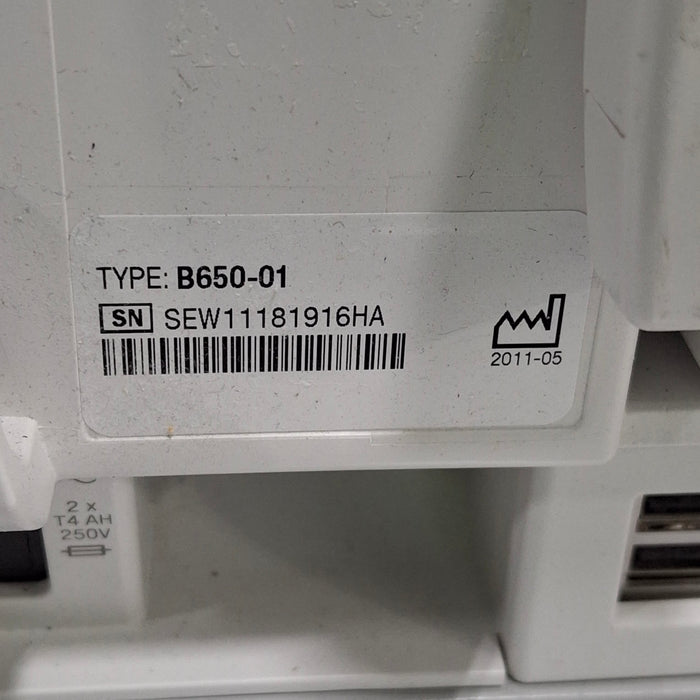 TYPE: B650-01
SN SEW11181916HA
2011-05
2 x
T4 AH
250V